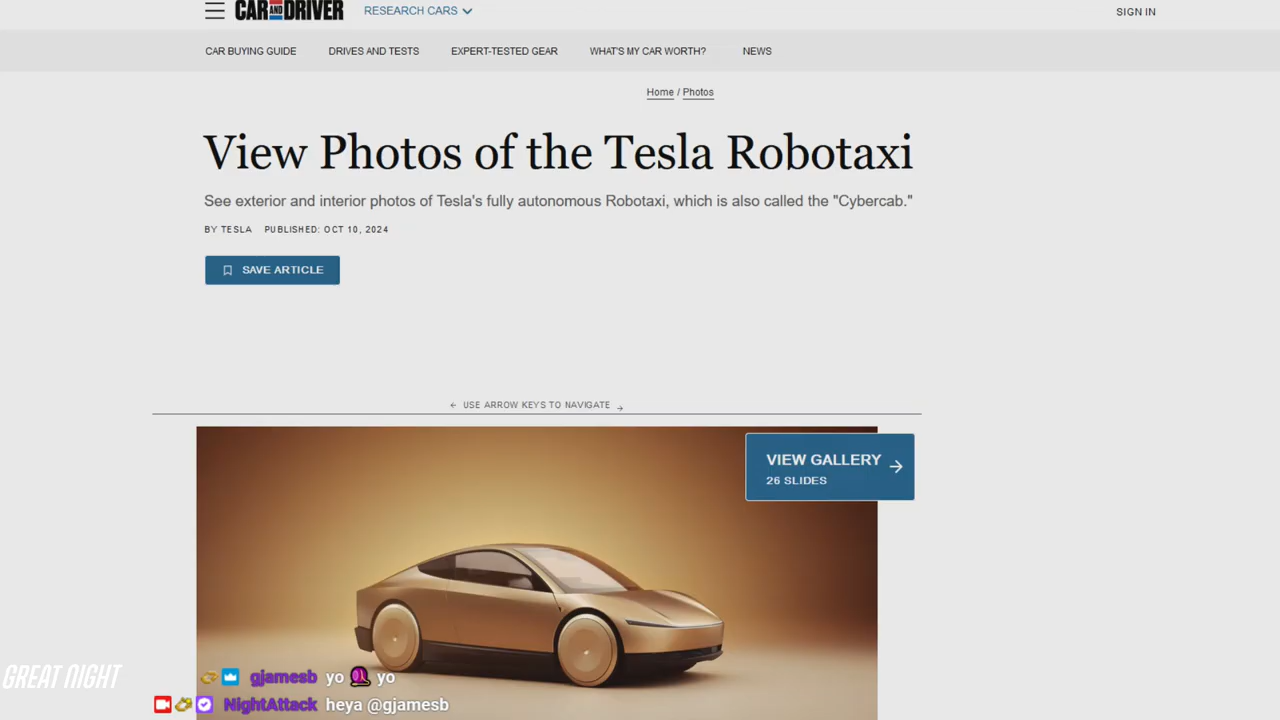 CAR AND DRIVER
RESEARCH CARS
SIGN IN
CAR BUYING GUIDE
DRIVES AND TESTS
EXPERT-TESTED GEAR
WHAT'S MY CAR WORTH?
NEWS
Home / Photos
View Photos of the Tesla Robotaxi
See exterior and interior photos of Tesla's fully autonomous Robotaxi, which is also called the "Cybercab."
BY TESLA PUBLISHED: OCT 10, 2024
SAVE ARTICLE
← USE ARROW KEYS TO NAVIGATE →
VIEW GALLERY →
26 SLIDES
GREAT NIGHT
gjamesb yo yo
NightAttack heya @gjamesb